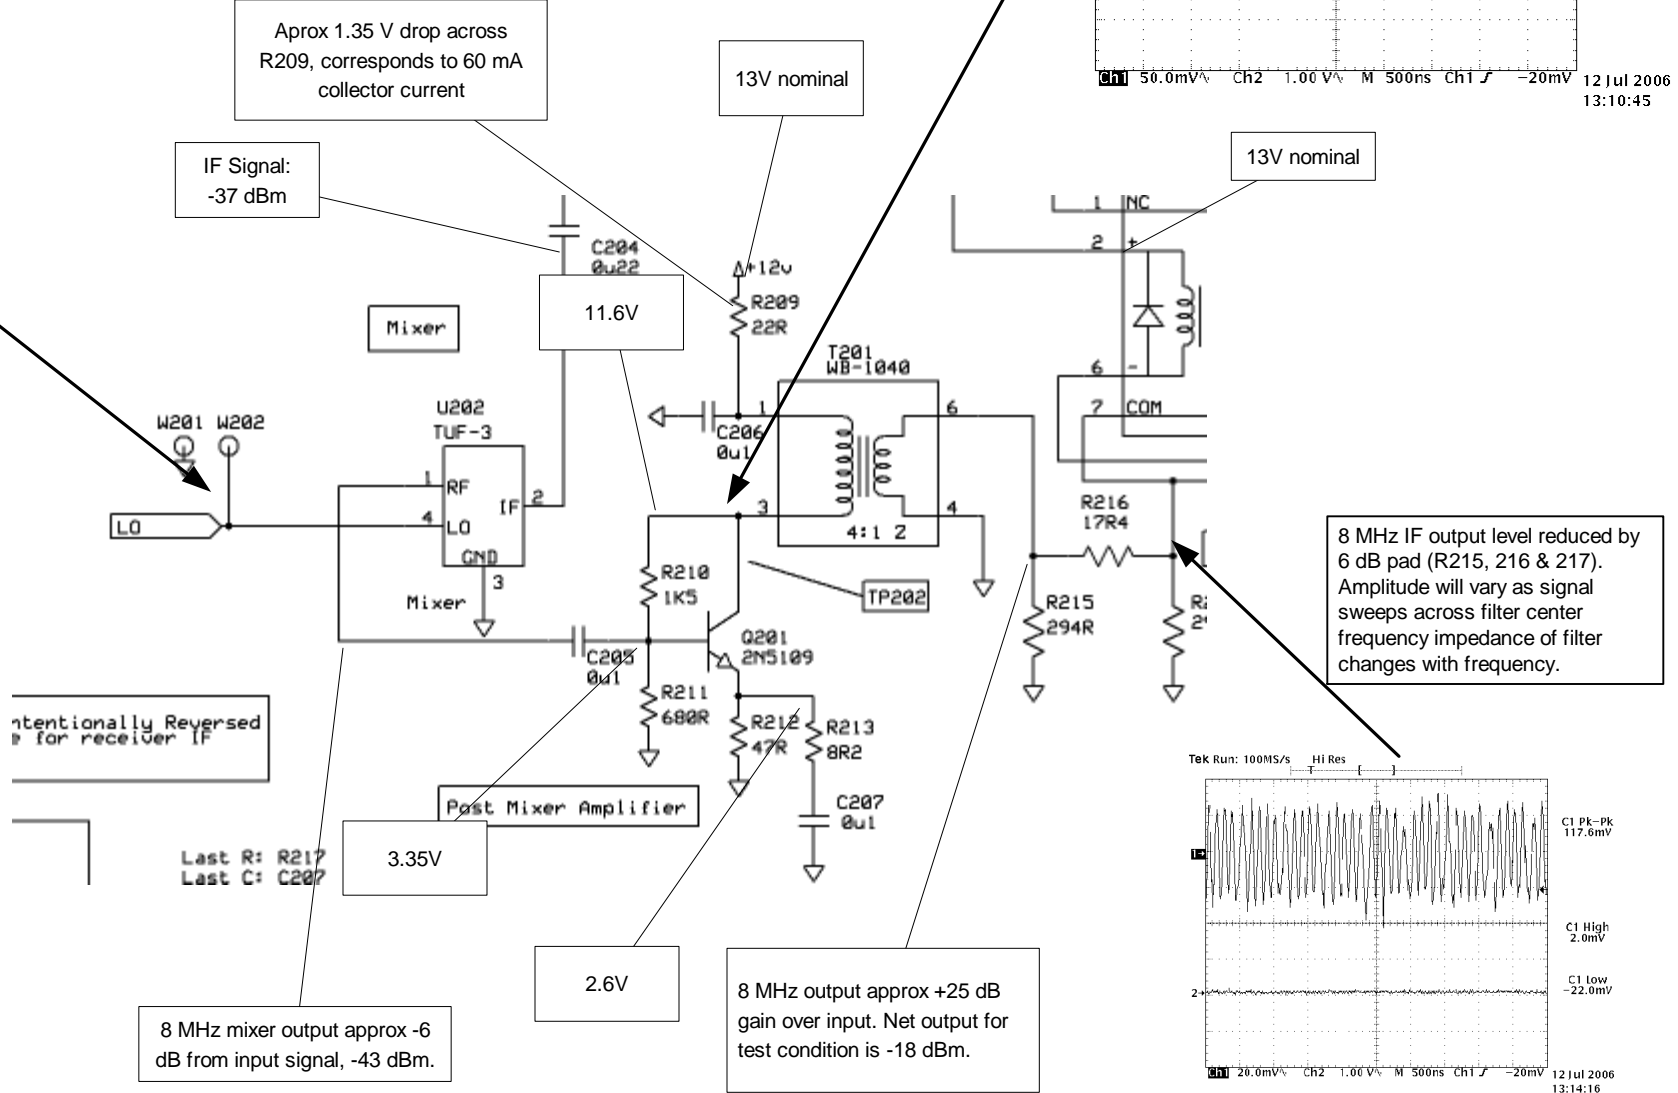 Aprox 1.35 V drop across
R209, corresponds to 60 mA
collector current
13V nominal
Ch1 50.0mV Ch2 1.00 V M 500ns Ch1 -20mV
12 Jul 2006
13:10:45
IF Signal:
-37 dBm
13V nominal
1 NC
2 +
C204
0u22
+12v
R209
22R
11.6V
Mixer
T201
WB-1040
6 -
7 COM
W201 W202
U202
TUF-3
1 RF
4 LO
IF 2
GND
3
LO
Mixer
C206
0u1
1
3
6
4
4:1 Z
R216
17R4
R210
1K5
TP202
Q201
2N5109
C205
0u1
R211
680R
R212
47R
R213
8R2
C207
0u1
R215
294R
8 MHz IF output level reduced by
6 dB pad (R215, 216 & 217).
Amplitude will vary as signal
sweeps across filter center
frequency impedance of filter
changes with frequency.
ntentionally Reversed
e for receiver IF
Post Mixer Amplifier
Last R: R217
Last C: C207
3.35V
2.6V
8 MHz mixer output approx -6
dB from input signal, -43 dBm.
8 MHz output approx +25 dB
gain over input. Net output for
test condition is -18 dBm.
Tek Run: 100MS/s Hi Res
T
1
C1 Pk-Pk
117.6mV
C1 High
2.0mV
C1 Low
-22.0mV
2
Ch1 20.0mV Ch2 1.00 V M 500ns Ch1 -20mV
12 Jul 2006
13:14:16